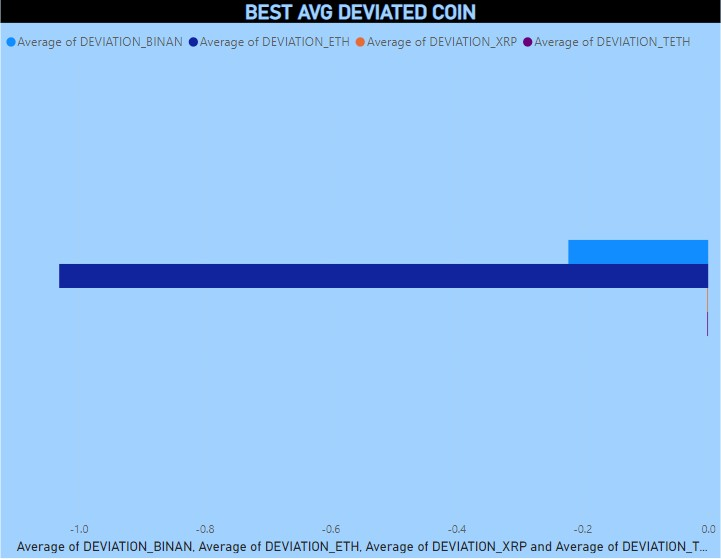 BEST AVG DEVIATED COIN
Average of DEVIATION_BINAN Average of DEVIATION_ETH Average of DEVIATION_XRP Average of DEVIATION_TETH
-1.0 -0.8 -0.6 -0.4 -0.2 0.0
Average of DEVIATION_BINAN, Average of DEVIATION_ETH, Average of DEVIATION_XRP and Average of DEVIATION_T...